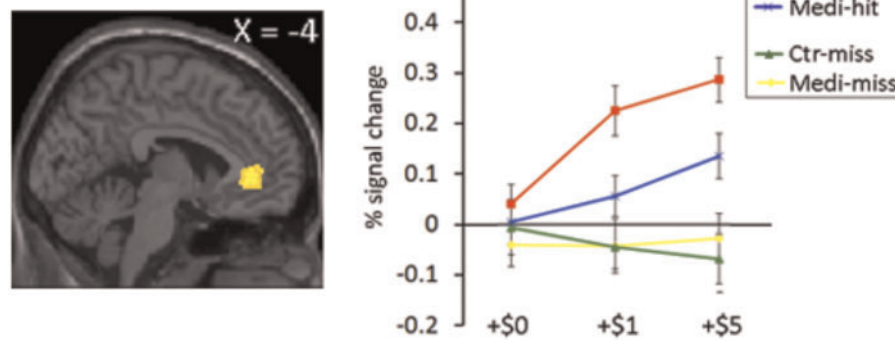 X = -4
% signal change
0.4
0.3
0.2
0.1
0
-0.1
-0.2
+$0
+$1
+$5
Medi-hit
Ctr-miss
Medi-miss